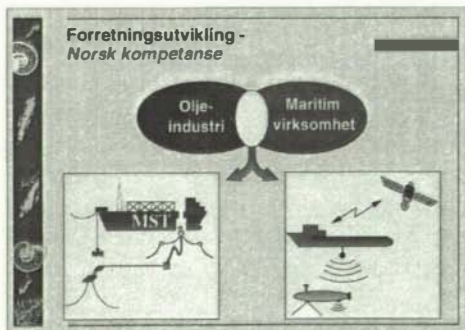 Forretningsutvikling -
Norsk kompetanse
Olje-
industri
Maritim
virksomhet
MST